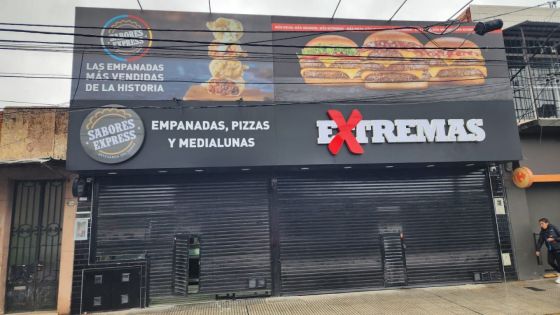 SABORES
EXPRESS
LAS EMPANADAS
MÁS VENDIDAS
DE LA HISTORIA
SABORES
EXPRESS
EMPANADAS, PIZZAS
Y MEDIALUNAS
EXTREMAS